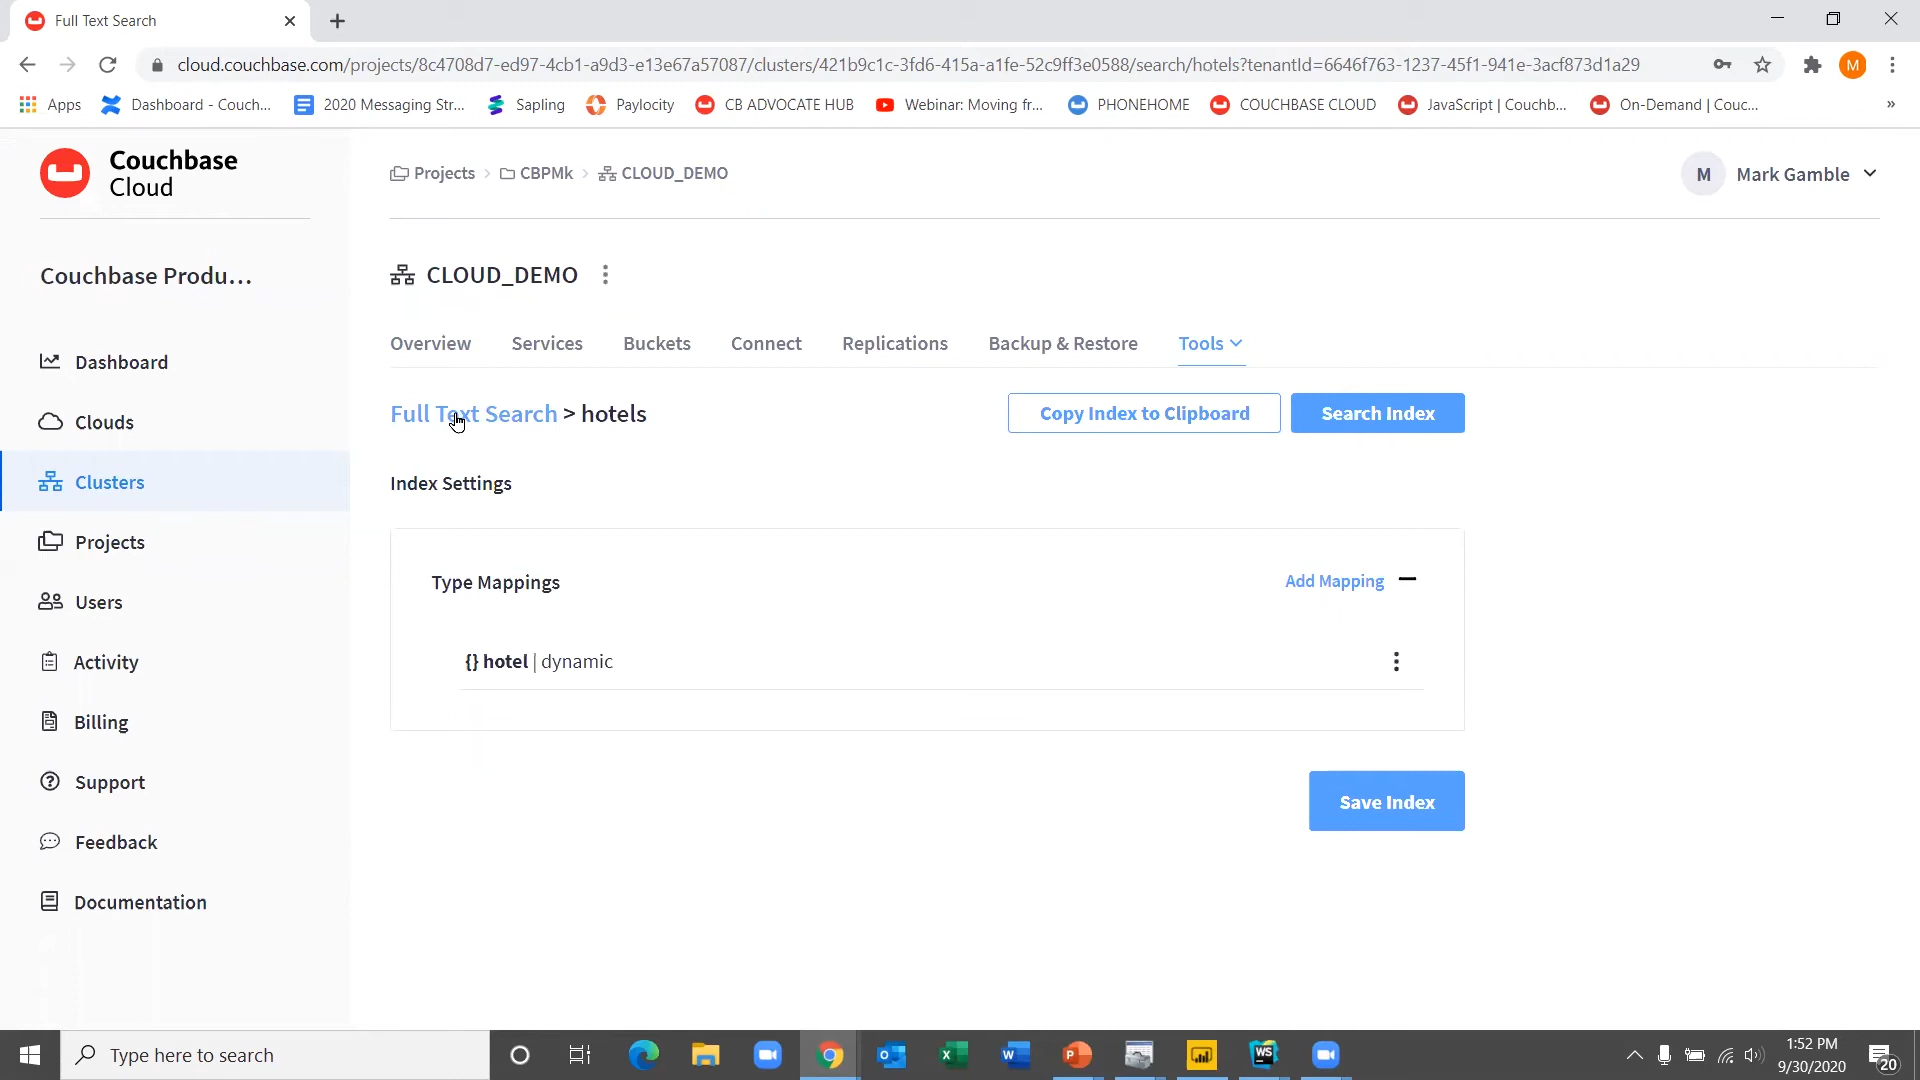 Full Text Search
cloud.couchbase.com/projects/8c4708d7-ed97-4cb1-a9d3-e13e67a57087/clusters/421b9c1c-3fd6-415a-a1fe-52c9ff3e0588/search/hotels?tenantId=6646f763-1237-45f1-941e-3acf873d1a29
M
Apps
Dashboard - Couch...
2020 Messaging Str...
Sapling
Paylocity
CB ADVOCATE HUB
Webinar: Moving fr...
PHONEHOME
COUCHBASE CLOUD
JavaScript | Couchb...
On-Demand | Couc...
»
Couchbase
Cloud
Projects > CBPMk > CLOUD_DEMO
M Mark Gamble
Couchbase Produ...
CLOUD_DEMO
Overview Services Buckets Connect Replications Backup & Restore Tools
Dashboard
Clouds
Clusters
Projects
Users
Activity
Billing
Support
Feedback
Documentation
Full Text Search > hotels
Copy Index to Clipboard
Search Index
Index Settings
Type Mappings
Add Mapping
{} hotel | dynamic
Save Index
Type here to search
WS
1:52 PM
9/30/2020
20